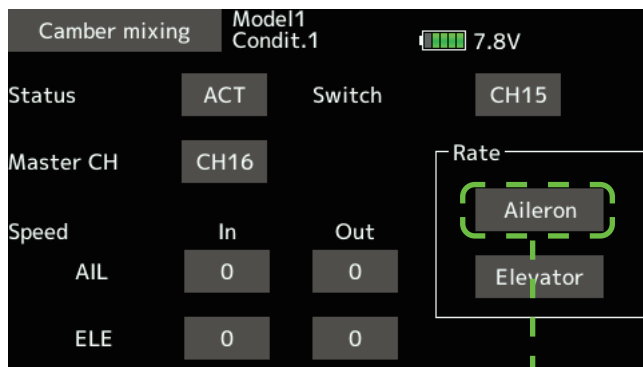 Camber mixing Model1
Condit.1 7.8V
Status ACT Switch CH15
Master CH CH16 Rate
Aileron
Speed In Out
AIL 0 0 Elevator
ELE 0 0